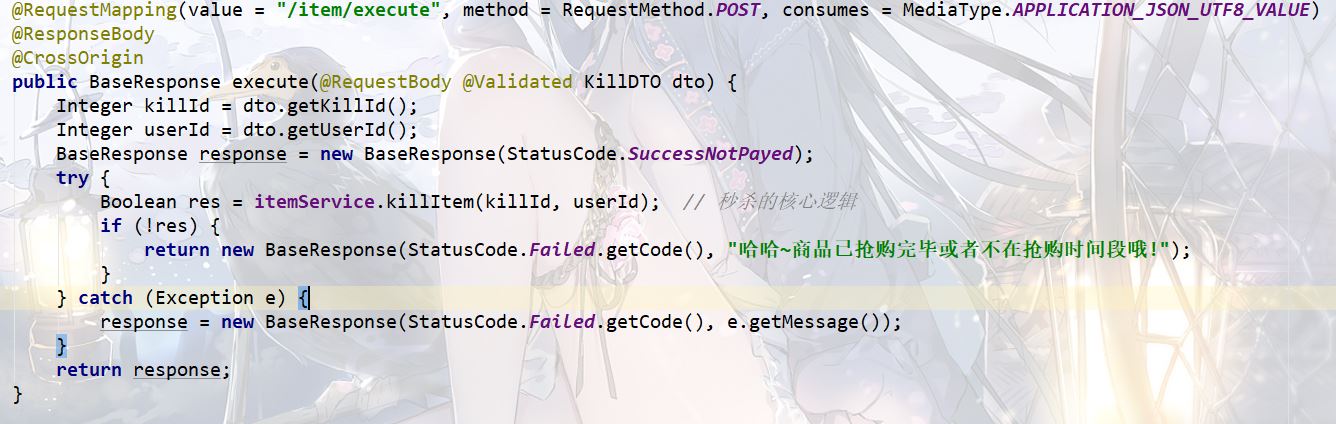 @RequestMapping(value = "/item/execute", method = RequestMethod.POST, consumes = MediaType.APPLICATION_JSON_UTF8_VALUE)
@ResponseBody
@CrossOrigin
public BaseResponse execute(@RequestBody @Validated KillDTO dto) {
    Integer killId = dto.getKillId();
    Integer userId = dto.getUserId();
    BaseResponse response = new BaseResponse(StatusCode.SuccessNotPayed);
    try {
        Boolean res = itemService.killItem(killId, userId);  // 秒杀的核心逻辑
        if (!res) {
            return new BaseResponse(StatusCode.Failed.getCode(), "哈哈~商品已抢购完毕或者不在抢购时间段哦!");
        }
    } catch (Exception e) {
        response = new BaseResponse(StatusCode.Failed.getCode(), e.getMessage());
    }
    return response;
}